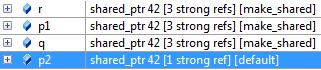 r shared_ptr 42 [3 strong refs] [make_shared]
p1 shared_ptr 42 [3 strong refs] [make_shared]
q shared_ptr 42 [3 strong refs] [make_shared]
p2 shared_ptr 42 [1 strong ref] [default]